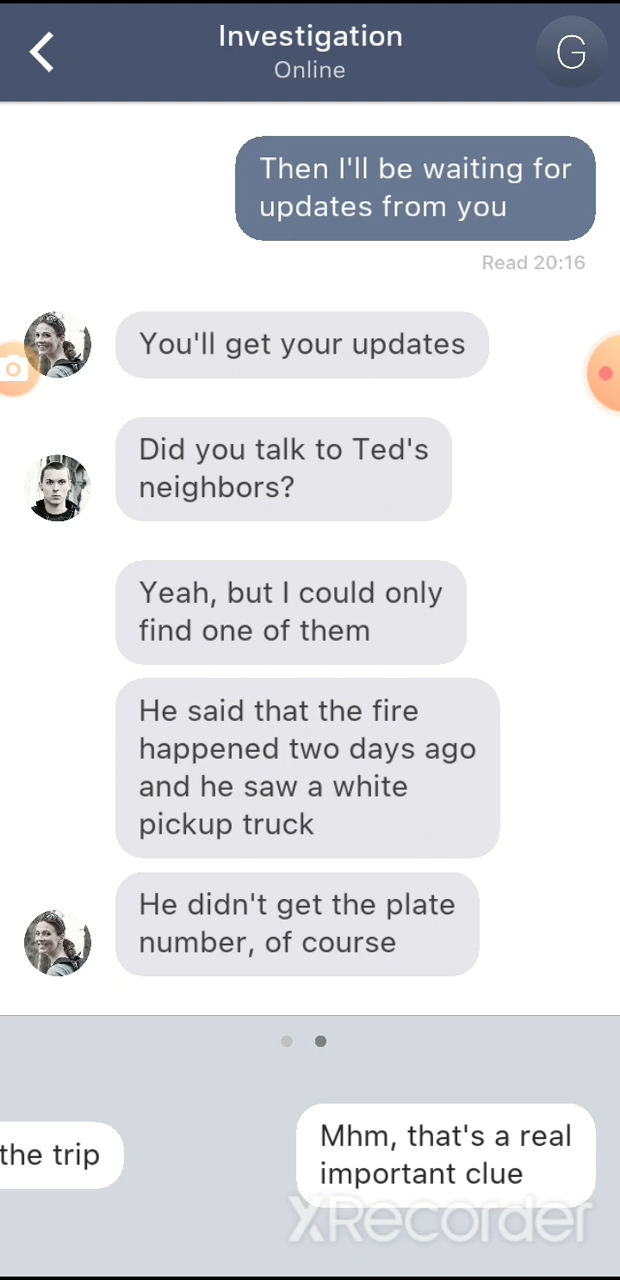 Investigation
Online
G
Then I'll be waiting for
updates from you
Read 20:16
You'll get your updates
Did you talk to Ted's
neighbors?
Yeah, but I could only
find one of them
He said that the fire
happened two days ago
and he saw a white
pickup truck
He didn't get the plate
number, of course
the trip
Mhm, that's a real
important clue
XRecorder